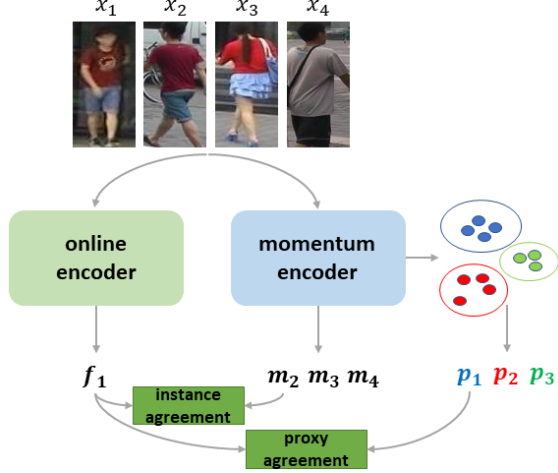 x₁ x₂ x₃ x₄
online
encoder
momentum
encoder
f₁ m₂ m₃ m₄ p₁ p₂ p₃
instance
agreement
proxy
agreement